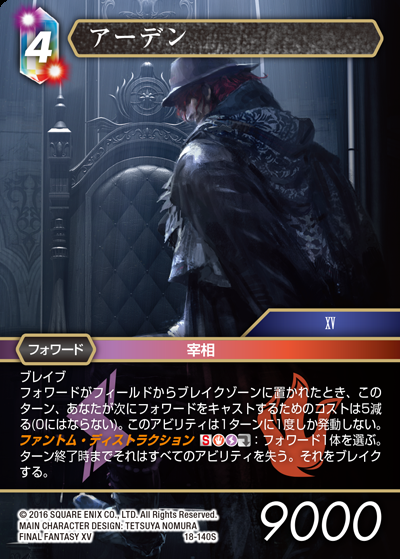 4
アーデン
XV
フォワード
宰相
ブレイブ
フォワードがフィールドからブレイクゾーンに置かれたとき、この
ターン、あなたが次にフォワードをキャストするためのコストは5減
る(0にはならない)。このアビリティは1ターンに1度しか発動しない。
ファントム・ディストラクション S : フォワード1体を選ぶ。
ターン終了時までそれはすべてのアビリティを失う。それをブレイク
する。
© 2016 SQUARE ENIX CO., LTD. All Rights Reserved.
MAIN CHARACTER DESIGN: TETSUYA NOMURA
FINAL FANTASY XV
18-140S
9000